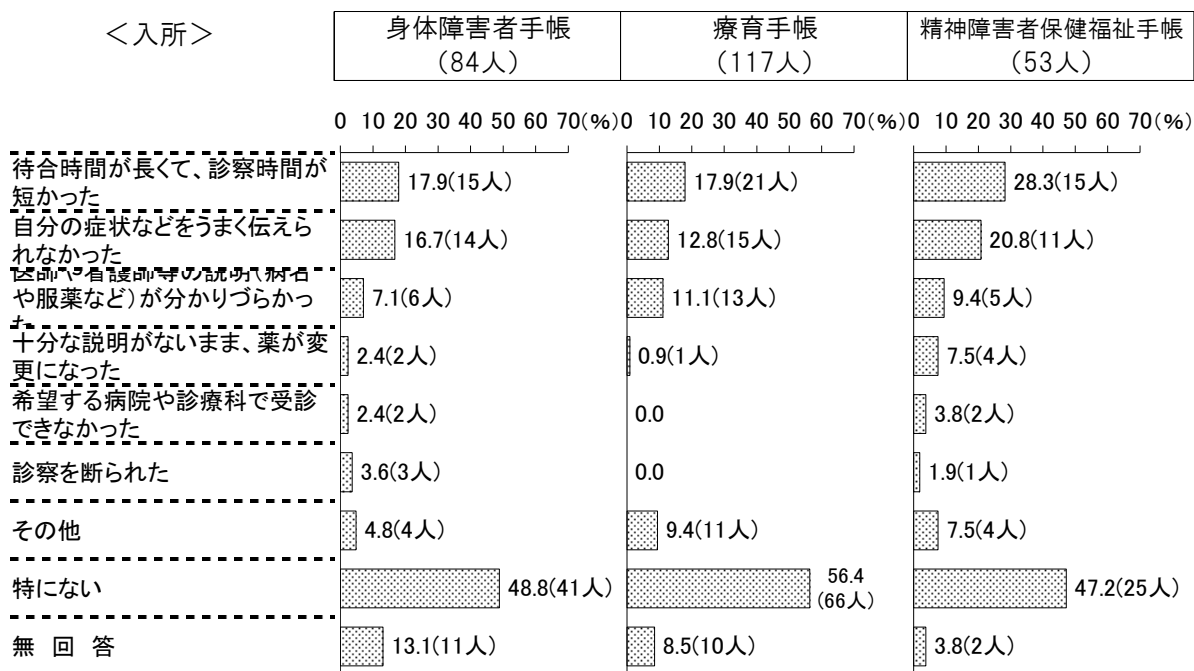 ＜入所＞
身体障害者手帳
(84人)
療育手帳
(117人)
精神障害者保健福祉手帳
(53人)
0 10 20 30 40 50 60 70(%)
0 10 20 30 40 50 60 70(%)
0 10 20 30 40 50 60 70(%)
待合時間が長くて、診察時間が
短かった
17.9(15人)
17.9(21人)
28.3(15人)
自分の症状などをうまく伝えら
れなかった
16.7(14人)
12.8(15人)
20.8(11人)
医師や看護師等の説明(病名
や服薬など)が分かりづらかっ
た
7.1(6人)
11.1(13人)
9.4(5人)
十分な説明がないまま、薬が変
更になった
2.4(2人)
0.9(1人)
7.5(4人)
希望する病院や診療科で受診
できなかった
2.4(2人)
0.0
3.8(2人)
診察を断られた
3.6(3人)
0.0
1.9(1人)
その他
4.8(4人)
9.4(11人)
7.5(4人)
特にない
48.8(41人)
56.4
(66人)
47.2(25人)
無 回 答
13.1(11人)
8.5(10人)
3.8(2人)